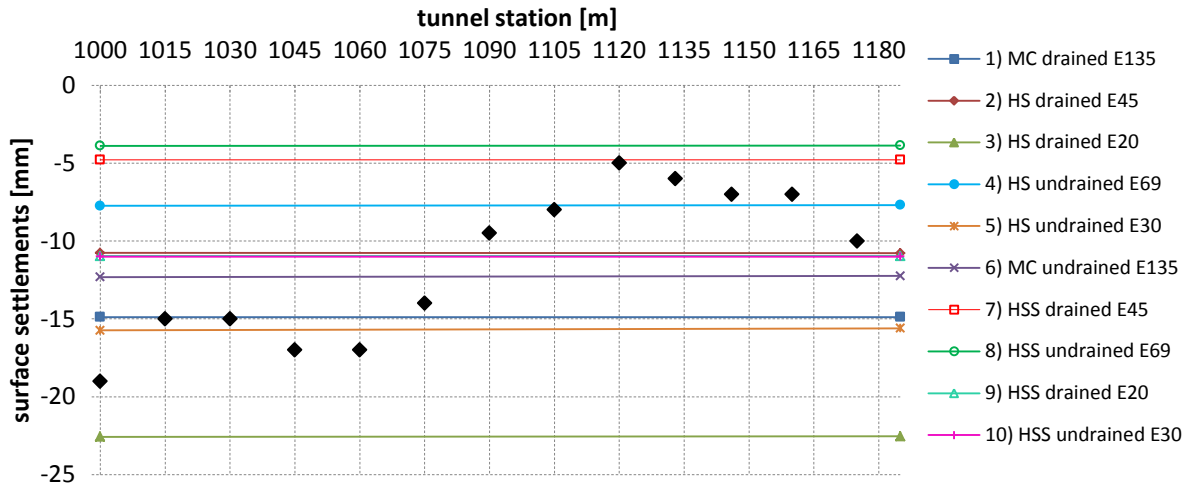 tunnel station [m]
1000 1015 1030 1045 1060 1075 1090 1105 1120 1135 1150 1165 1180
0
-5
-10
-15
-20
-25
surface settlements [mm]
1) MC drained E135
2) HS drained E45
3) HS drained E20
4) HS undrained E69
5) HS undrained E30
6) MC undrained E135
7) HSS drained E45
8) HSS undrained E69
9) HSS drained E20
10) HSS undrained E30